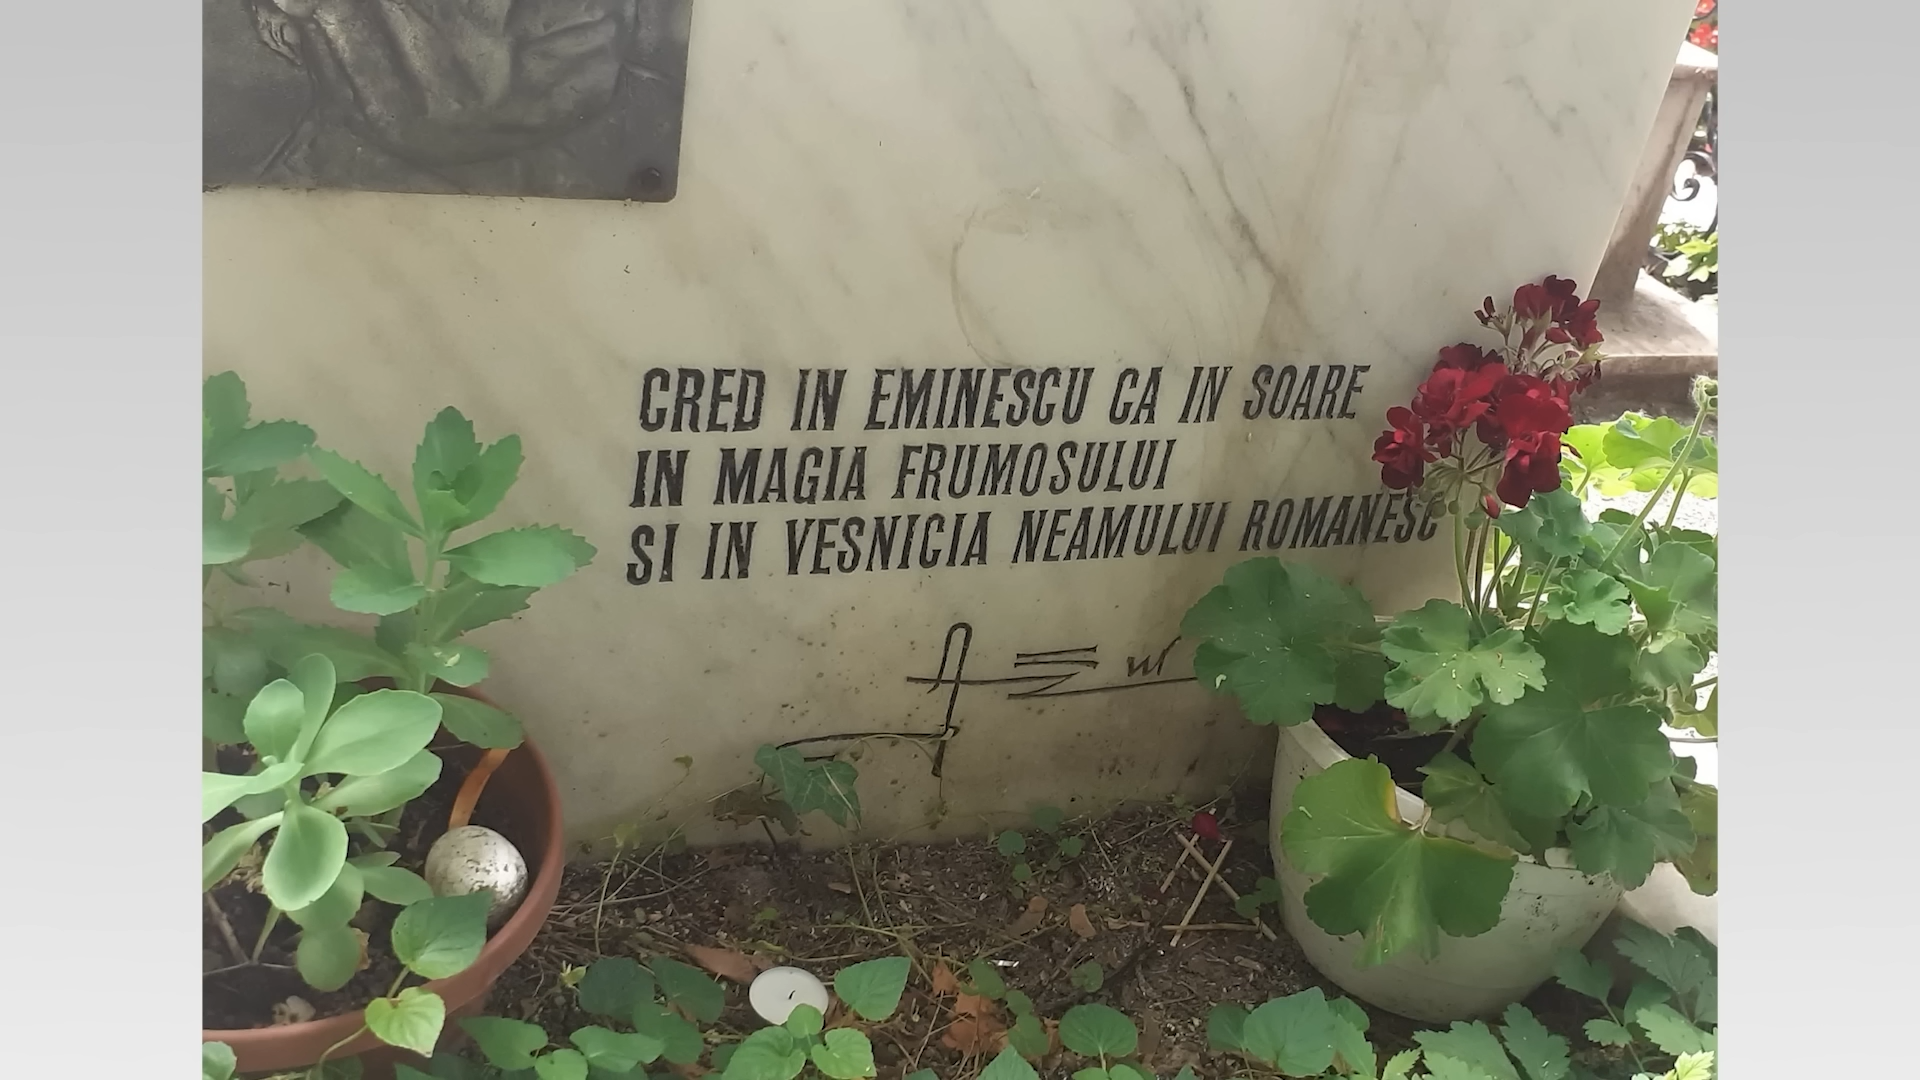 CRED IN EMINESCU CA IN SOARE
IN MAGIA FRUMOSULUI
SI IN VESNICIA NEAMULUI ROMANESC